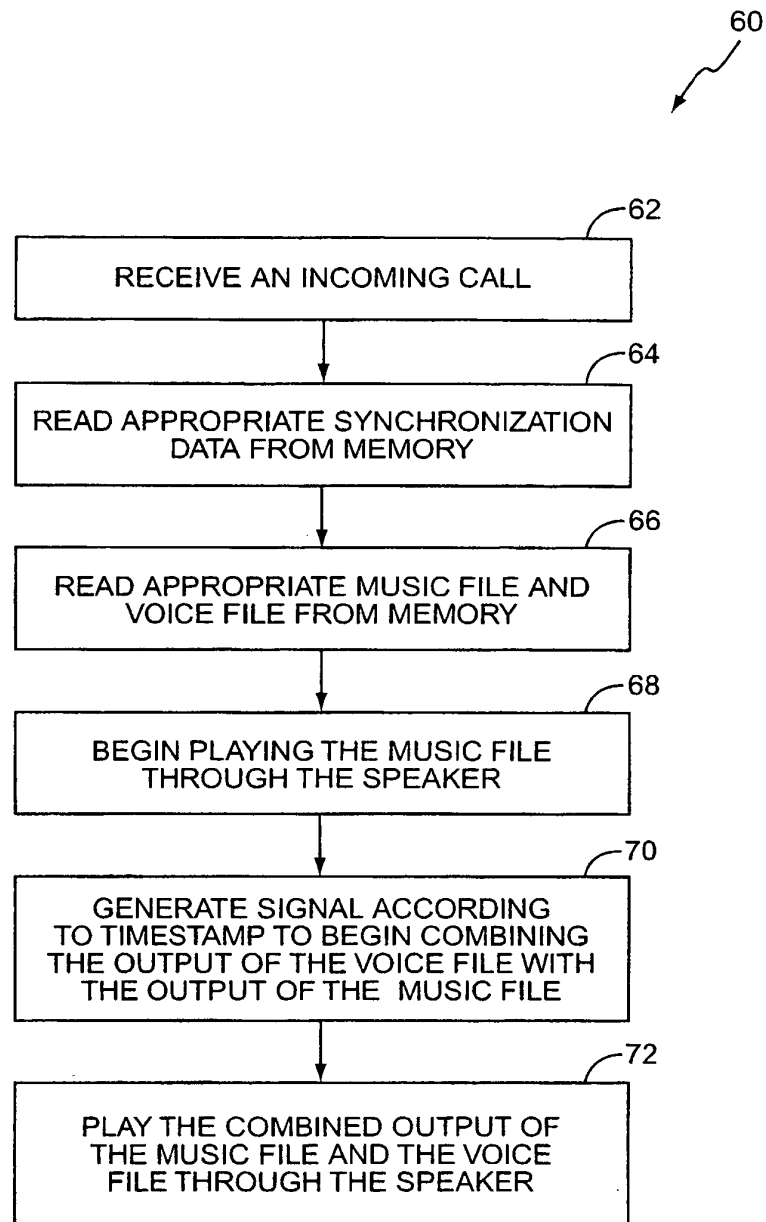 60
62
RECEIVE AN INCOMING CALL
64
READ APPROPRIATE SYNCHRONIZATION
DATA FROM MEMORY
66
READ APPROPRIATE MUSIC FILE AND
VOICE FILE FROM MEMORY
68
BEGIN PLAYING THE MUSIC FILE
THROUGH THE SPEAKER
70
GENERATE SIGNAL ACCORDING
TO TIMESTAMP TO BEGIN COMBINING
THE OUTPUT OF THE VOICE FILE WITH
THE OUTPUT OF THE MUSIC FILE
72
PLAY THE COMBINED OUTPUT OF
THE MUSIC FILE AND THE VOICE
FILE THROUGH THE SPEAKER